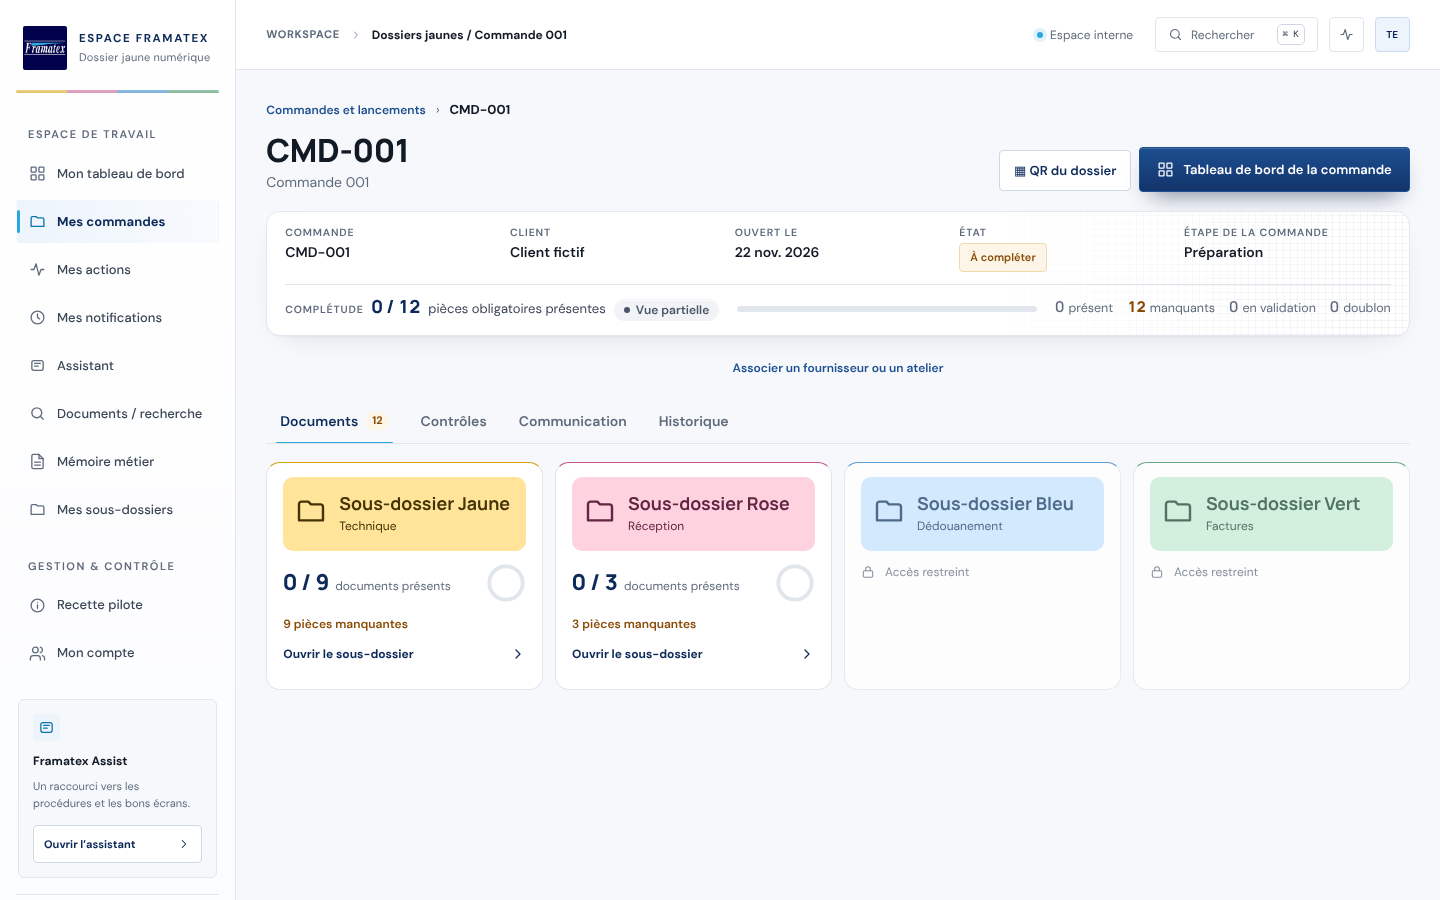 Framatex
ESPACE FRAMATEX
Dossier jaune numérique
ESPACE DE TRAVAIL
Mon tableau de bord
Mes commandes
Mes actions
Mes notifications
Assistant
Documents / recherche
Mémoire métier
Mes sous-dossiers
GESTION & CONTRÔLE
Recette pilote
Mon compte
Framatex Assist
Un raccourci vers les
procédures et les bons écrans.
Ouvrir l'assistant
WORKSPACE > Dossiers jaunes / Commande 001
Espace interne
Rechercher ⌘ K
TE
Commandes et lancements › CMD-001
CMD-001
Commande 001
QR du dossier
Tableau de bord de la commande
COMMANDE
CMD-001
CLIENT
Client fictif
OUVERT LE
22 nov. 2026
ÉTAT
À compléter
ÉTAPE DE LA COMMANDE
Préparation
COMPLÉTUDE 0 / 12 pièces obligatoires présentes Vue partielle 0 présent 12 manquants 0 en validation 0 doublon
Associer un fournisseur ou un atelier
Documents 12 Contrôles Communication Historique
Sous-dossier Jaune
Technique
0 / 9 documents présents
9 pièces manquantes
Ouvrir le sous-dossier
Sous-dossier Rose
Réception
0 / 3 documents présents
3 pièces manquantes
Ouvrir le sous-dossier
Sous-dossier Bleu
Dédouanement
Accès restreint
Sous-dossier Vert
Factures
Accès restreint